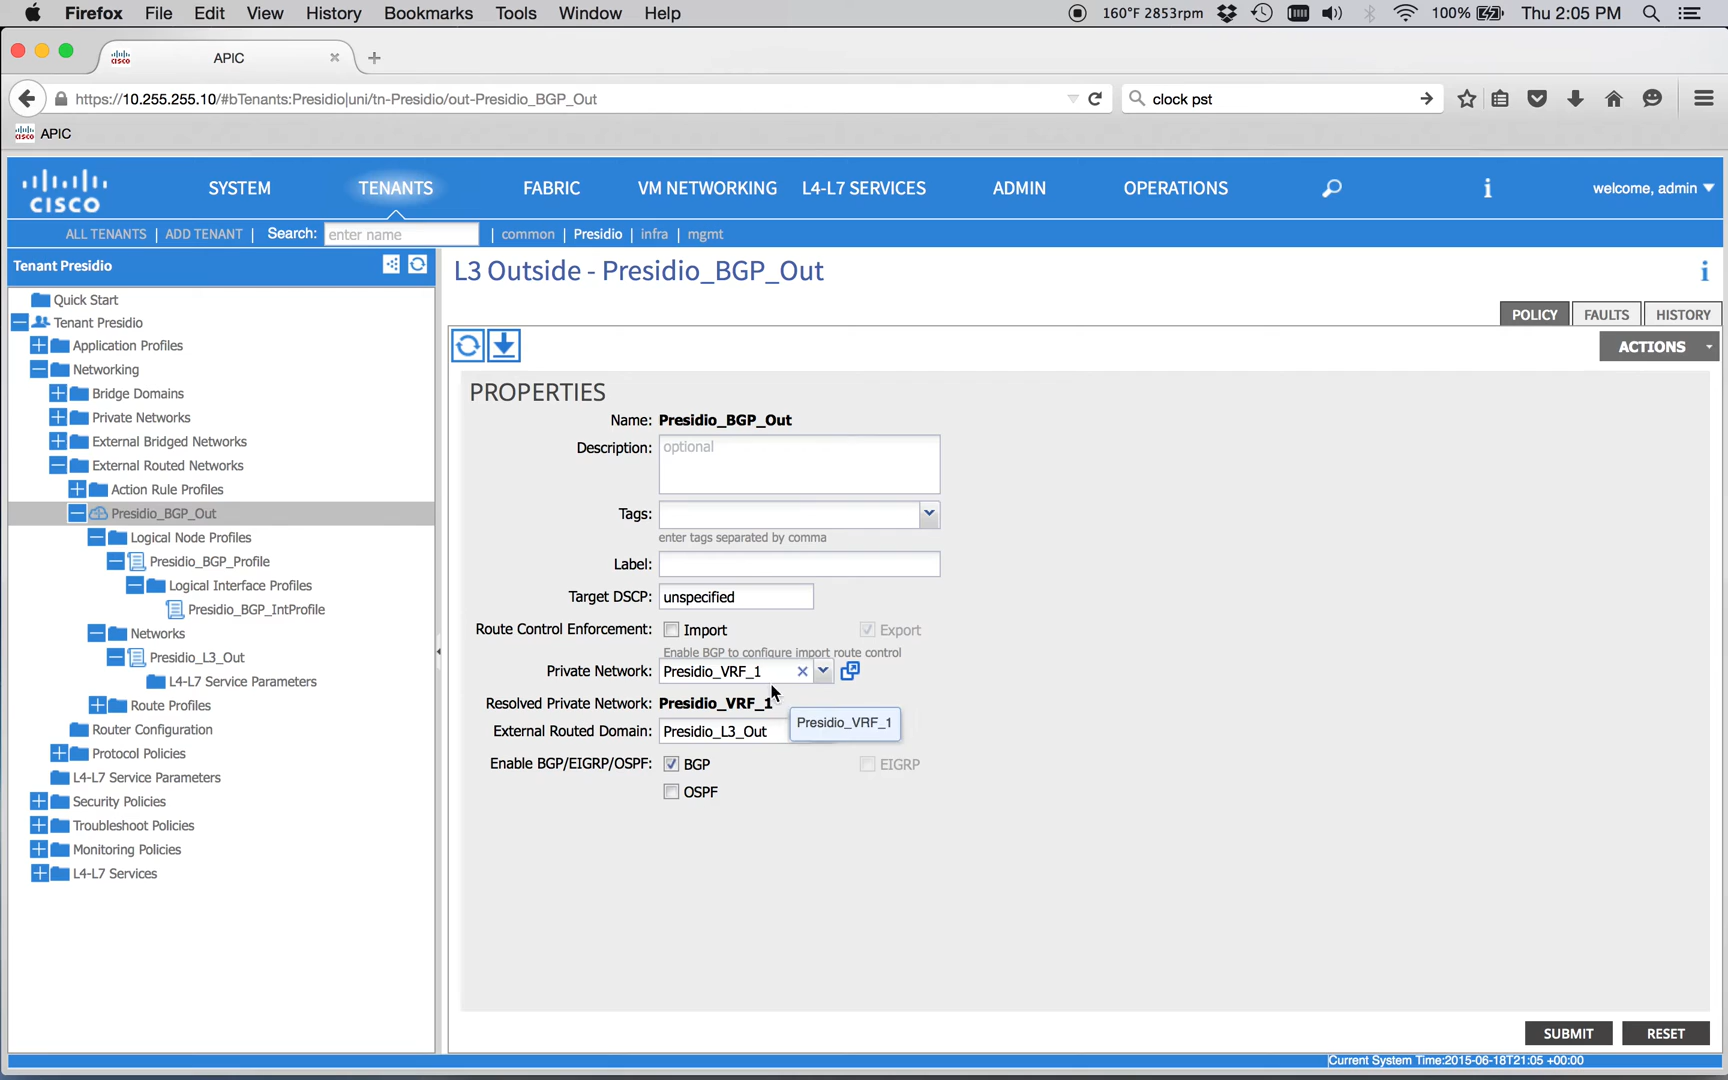 Firefox File Edit View History Bookmarks Tools Window Help 160°F 2853rpm 100% Thu 2:05 PM
APIC
https://10.255.255.10/#bTenants:Presidio|uni/tn-Presidio/out-Presidio_BGP_Out clock pst
APIC
CISCO SYSTEM TENANTS FABRIC VM NETWORKING L4-L7 SERVICES ADMIN OPERATIONS i welcome, admin
ALL TENANTS | ADD TENANT | Search: enter name | common | Presidio | infra | mgmt
Tenant Presidio
Quick Start
Tenant Presidio
Application Profiles
Networking
Bridge Domains
Private Networks
External Bridged Networks
External Routed Networks
Action Rule Profiles
Presidio_BGP_Out
Logical Node Profiles
Presidio_BGP_Profile
Logical Interface Profiles
Presidio_BGP_IntProfile
Networks
Presidio_L3_Out
L4-L7 Service Parameters
Route Profiles
Router Configuration
Protocol Policies
L4-L7 Service Parameters
Security Policies
Troubleshoot Policies
Monitoring Policies
L4-L7 Services
L3 Outside - Presidio_BGP_Out i
POLICY FAULTS HISTORY
ACTIONS
PROPERTIES
Name: Presidio_BGP_Out
Description: optional
Tags:
enter tags separated by comma
Label:
Target DSCP: unspecified
Route Control Enforcement: Import Export
Enable BGP to configure import route control
Private Network: Presidio_VRF_1
Resolved Private Network: Presidio_VRF_1
Presidio_VRF_1
External Routed Domain: Presidio_L3_Out
Enable BGP/EIGRP/OSPF: BGP EIGRP
OSPF
SUBMIT RESET
Current System Time:2015-06-18T21:05 +00:00